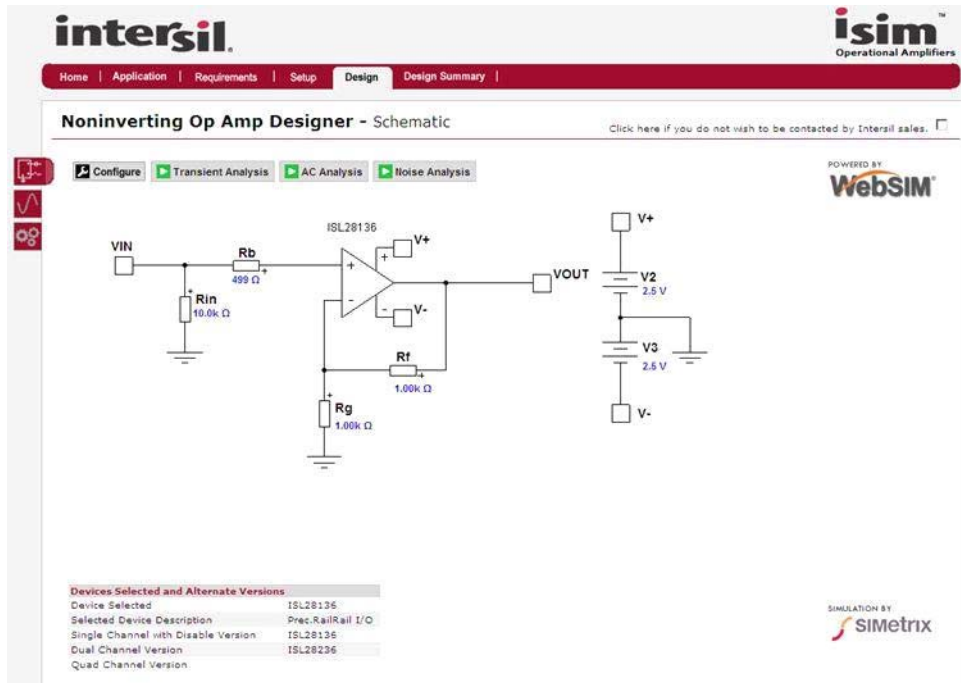 intersil.
isim™
Operational Amplifiers
Home | Application | Requirements | Setup Design Design Summary |
Noninverting Op Amp Designer - Schematic
Click here if you do not wish to be contacted by Intersil sales.
Configure Transient Analysis AC Analysis Noise Analysis
POWERED BY
WebSIM
ISL28136
V+
V+
VIN
Rb
+
+
+
499 Ω
VOUT
V2
2.5 V
+
Rin
10.0k Ω
-
-
V-
V3
2.5 V
Rf
+
1.00k Ω
V-
+
Rg
1.00k Ω
Devices Selected and Alternate Versions
Device Selected ISL28136
Selected Device Description Prec.RailRail I/O
Single Channel with Disable Version ISL28136
Dual Channel Version ISL28236
Quad Channel Version
SIMULATION BY
SIMetrix